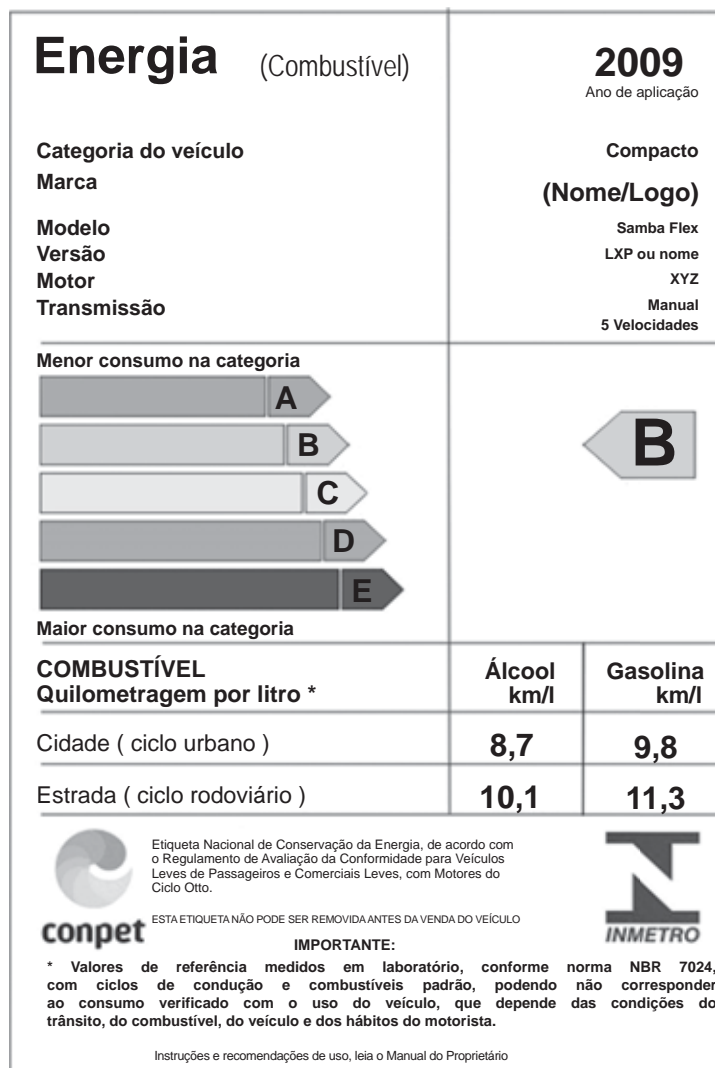 Energia (Combustível) 2009
Ano de aplicação
Categoria do veículo Compacto
Marca (Nome/Logo)
Modelo Samba Flex
Versão LXP ou nome
Motor XYZ
Transmissão Manual
5 Velocidades
Menor consumo na categoria
A
B B
C
D
E
Maior consumo na categoria
COMBUSTÍVEL Álcool Gasolina
Quilometragem por litro * km/l km/l
Cidade ( ciclo urbano ) 8,7 9,8
Estrada ( ciclo rodoviário ) 10,1 11,3
Etiqueta Nacional de Conservação da Energia, de acordo com
o Regulamento de Avaliação da Conformidade para Veículos
Leves de Passageiros e Comerciais Leves, com Motores do
Ciclo Otto.
ESTA ETIQUETA NÃO PODE SER REMOVIDA ANTES DA VENDA DO VEÍCULO
conpet INMETRO
IMPORTANTE:
* Valores de referência medidos em laboratório, conforme norma NBR 7024,
com ciclos de condução e combustíveis padrão, podendo não corresponder
ao consumo verificado com o uso do veículo, que depende das condições do
trânsito, do combustível, do veículo e dos hábitos do motorista.
Instruções e recomendações de uso, leia o Manual do Proprietário